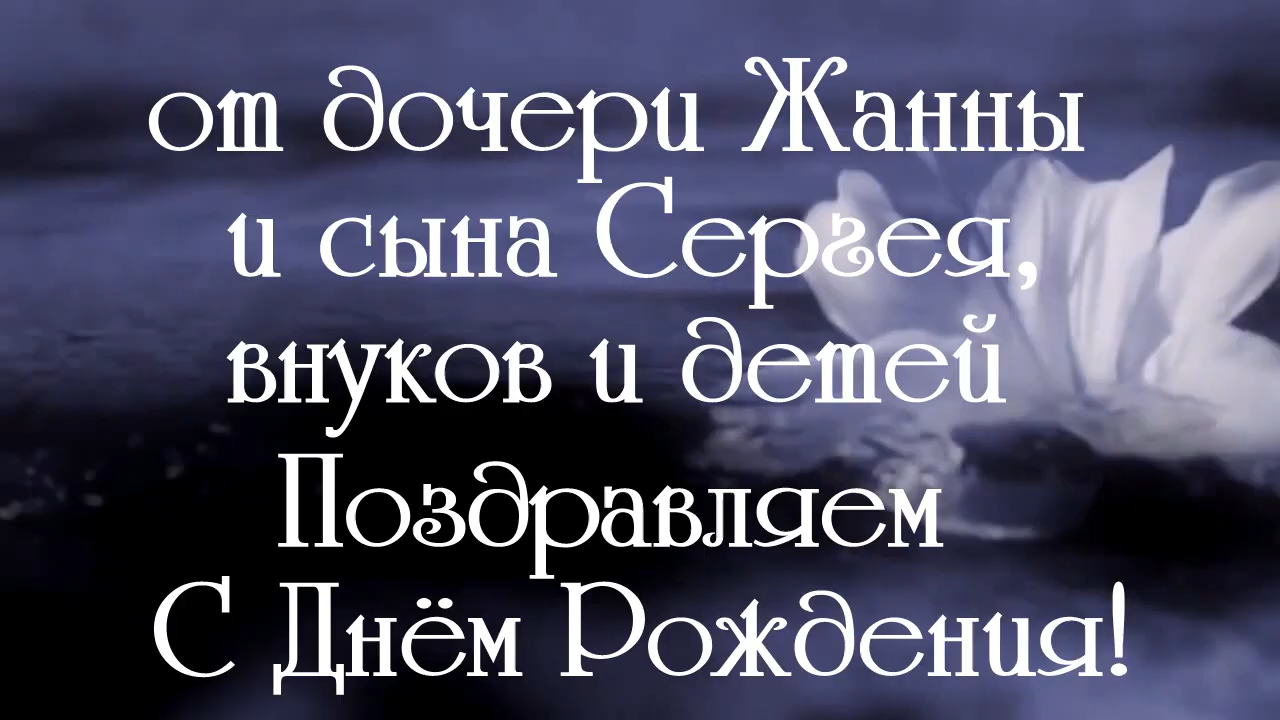 от дочери Жанны
и сына Сергея,
внуков и детей
Поздравляем
С Днём Рождения!